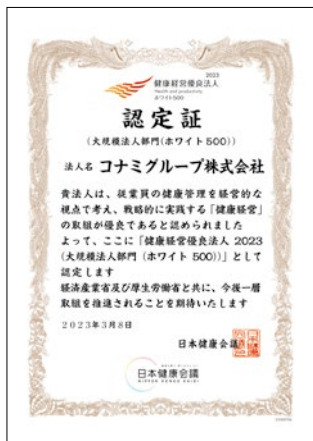 2023
健康経営優良法人
Health and productivity
ホワイト500
認定証
(大規模法人部門(ホワイト500))
法人名 コナミグループ株式会社
貴法人は、従業員の健康管理を経営的な
視点で考え、戦略的に実践する「健康経営」
の取組が優良であると認められました
よって、ここに「健康経営優良法人 2023
(大規模法人部門(ホワイト500))」として
認定します
経済産業省及び厚生労働省と共に、今後一層
取組を推進されることを期待いたします
2023年3月8日
日本健康会議
日本健康会議
NIPPON KENKO KAIGI